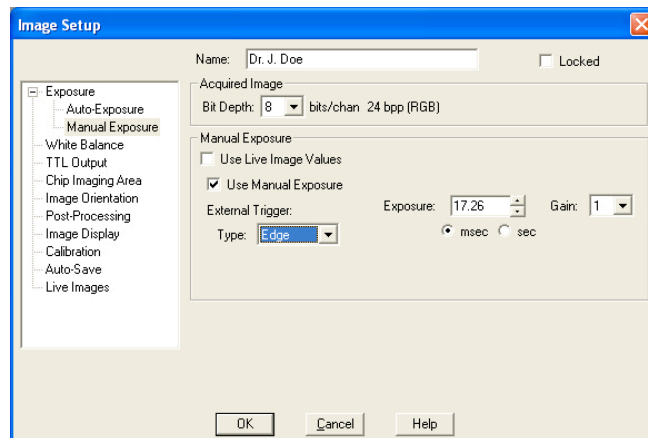 Image Setup
Name: Dr. J. Doe Locked
Exposure
Auto-Exposure
Manual Exposure
White Balance
TTL Output
Chip Imaging Area
Image Orientation
Post-Processing
Image Display
Calibration
Auto-Save
Live Images
Acquired Image
Bit Depth: 8 bits/chan 24 bpp (RGB)
Manual Exposure
Use Live Image Values
Use Manual Exposure
External Trigger: Exposure: 17.26 Gain: 1
Type: Edge msec sec
OK Cancel Help